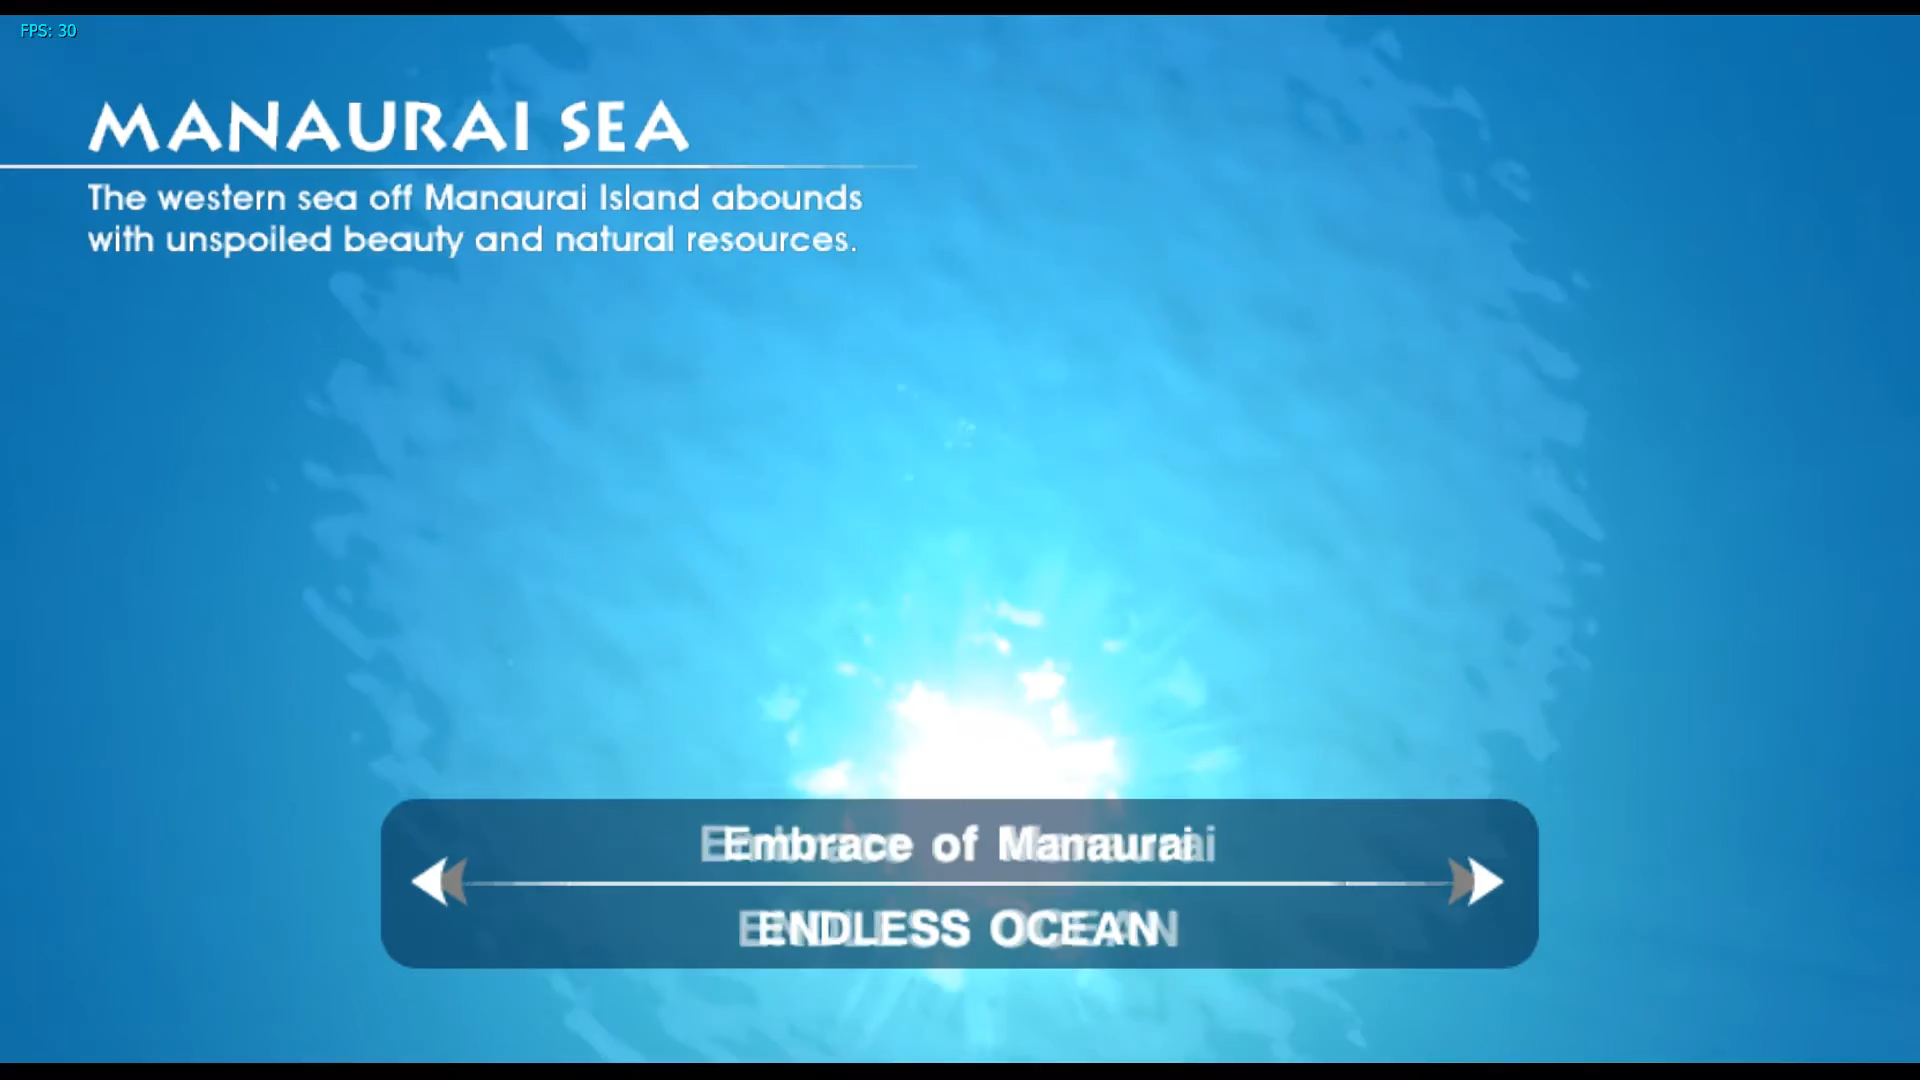 FPS: 30
MANAURAI SEA
The western sea off Manaurai Island abounds
with unspoiled beauty and natural resources.
Embrace of Manaurai
ENDLESS OCEAN